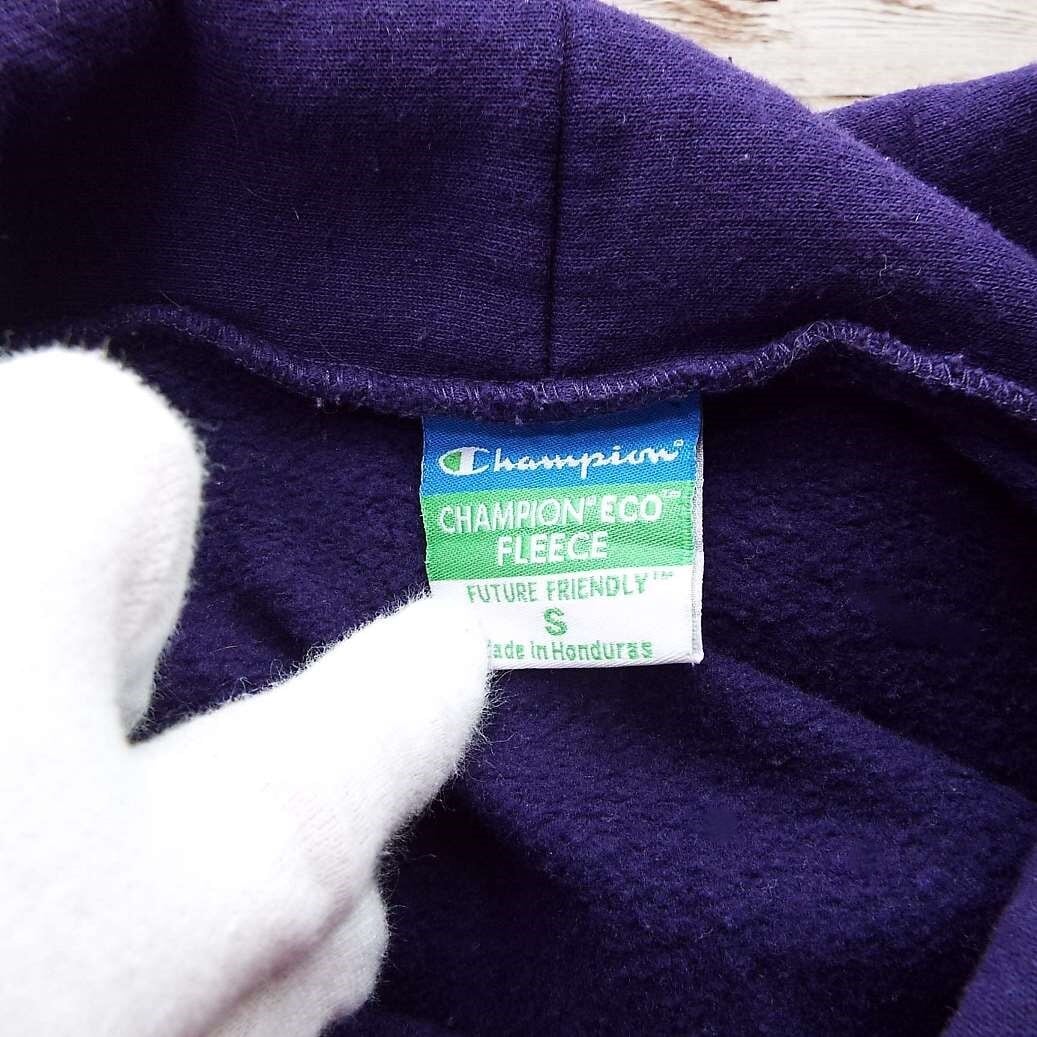 Champion®
CHAMPION® ECO™
FLEECE
FUTURE FRIENDLY™
S
ade in Honduras